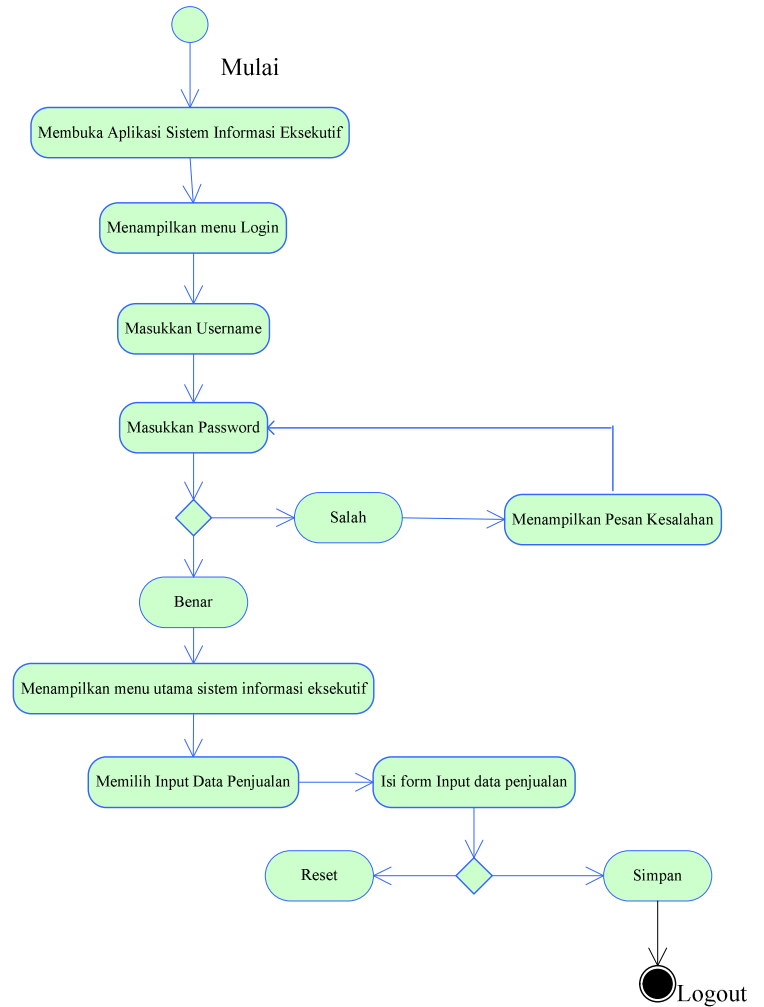 Mulai
Membuka Aplikasi Sistem Informasi Eksekutif
Menampilkan menu Login
Masukkan Username
Masukkan Password
Salah
Menampilkan Pesan Kesalahan
Benar
Menampilkan menu utama sistem informasi eksekutif
Memilih Input Data Penjualan
Isi form Input data penjualan
Reset
Simpan
Logout